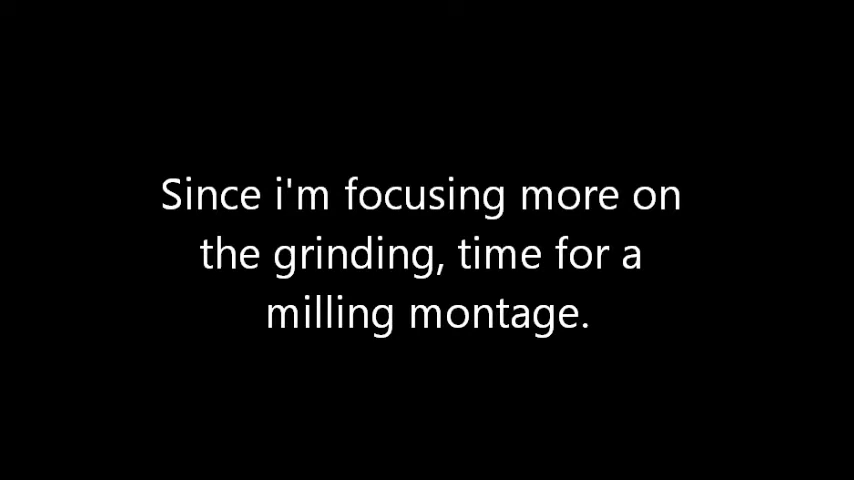 Since i'm focusing more on
the grinding, time for a
milling montage.